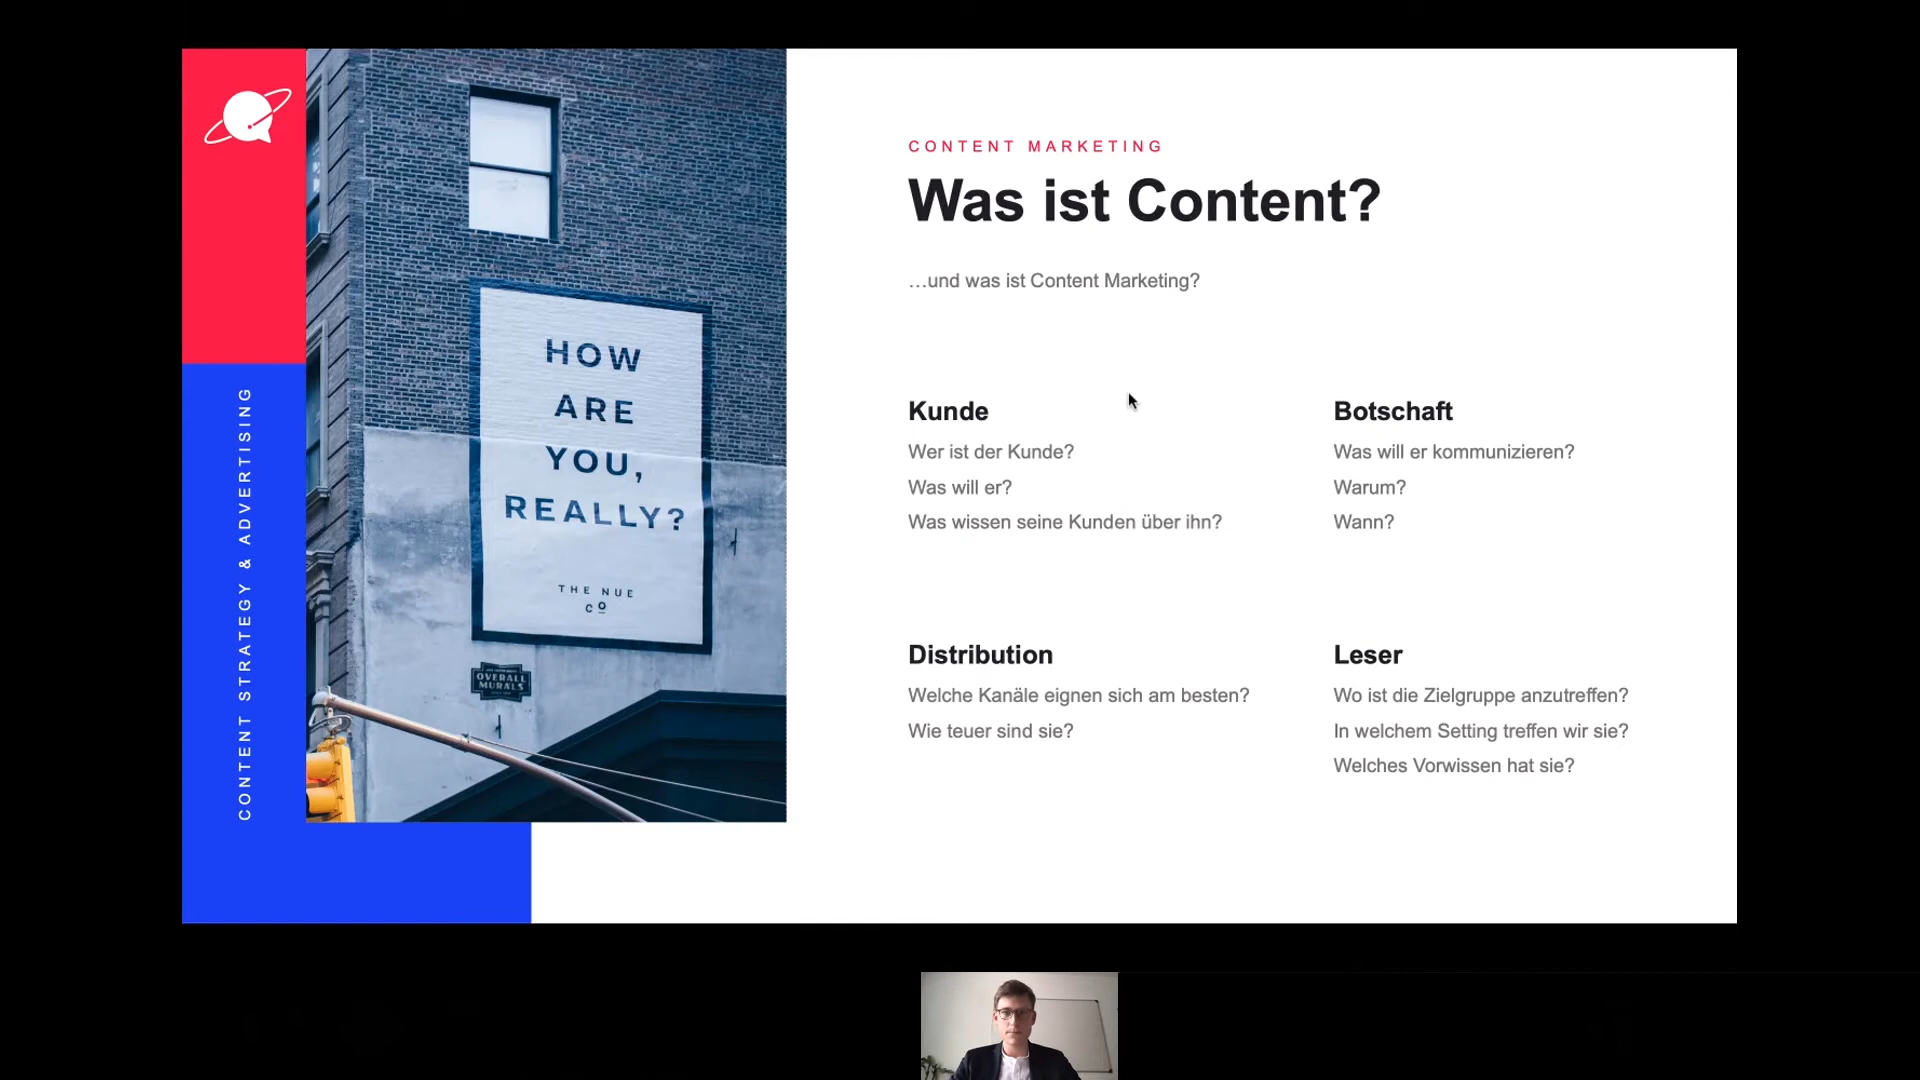 CONTENT STRATEGY & ADVERTISING
HOW
ARE
YOU,
REALLY?
THE NUE
CO
OVERALL
MURALS
CONTENT MARKETING
Was ist Content?
…und was ist Content Marketing?
Kunde
Wer ist der Kunde?
Was will er?
Was wissen seine Kunden über ihn?
Botschaft
Was will er kommunizieren?
Warum?
Wann?
Distribution
Welche Kanäle eignen sich am besten?
Wie teuer sind sie?
Leser
Wo ist die Zielgruppe anzutreffen?
In welchem Setting treffen wir sie?
Welches Vorwissen hat sie?